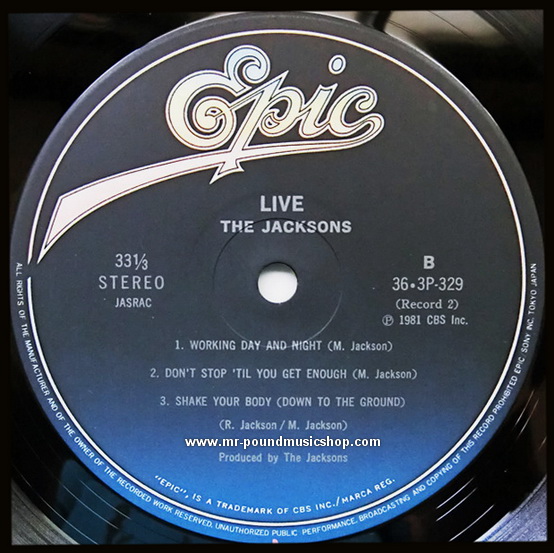 Epic
LIVE
THE JACKSONS
33⅓
STEREO
JASRAC
B
36・3P-329
(Record 2)
Ⓟ 1981 CBS Inc.
1. WORKING DAY AND NIGHT (M. Jackson)
2. DON'T STOP 'TIL YOU GET ENOUGH (M. Jackson)
3. SHAKE YOUR BODY (DOWN TO THE GROUND)
(R. Jackson / M. Jackson)
www.mr-poundmusicshop.com
Produced by The Jacksons
"EPIC", IS A TRADEMARK OF CBS INC./MARCA REG.
ALL RIGHTS OF THE MANUFACTURER AND OF THE OWNER OF THE RECORDED WORK RESERVED. UNAUTHORIZED PUBLIC PERFORMANCE, BROADCASTING AND COPYING OF THIS RECORD PROHIBITED EPIC SONY INC. TOKYO JAPAN